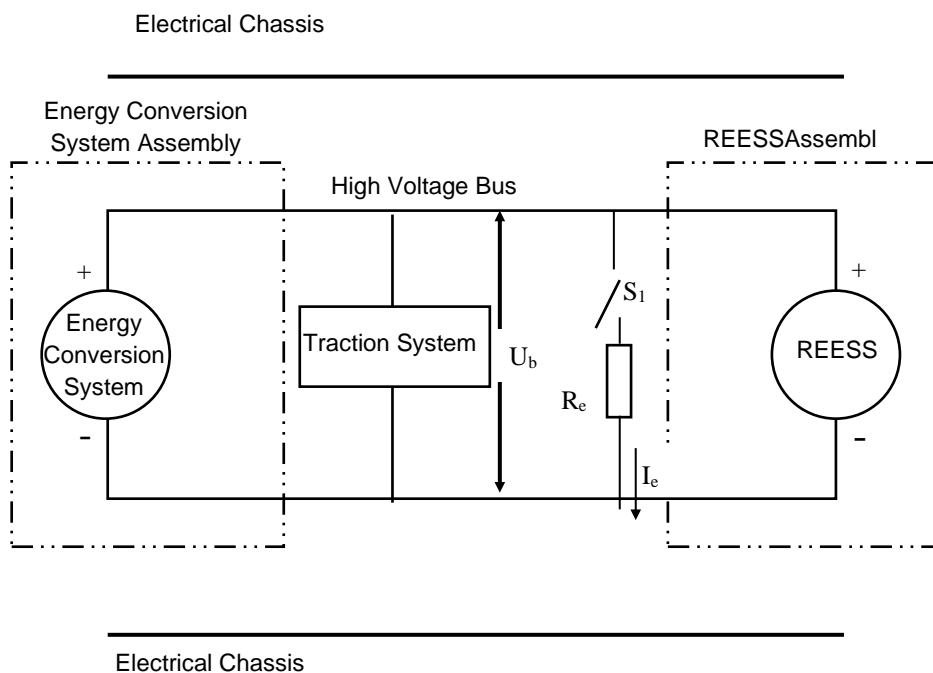 Electrical Chassis
Energy Conversion
System Assembly
REESSAssembl
High Voltage Bus
+
+
Energy
Conversion
System
Traction System
Ub
S1
Re
REESS
-
-
Ie
Electrical Chassis